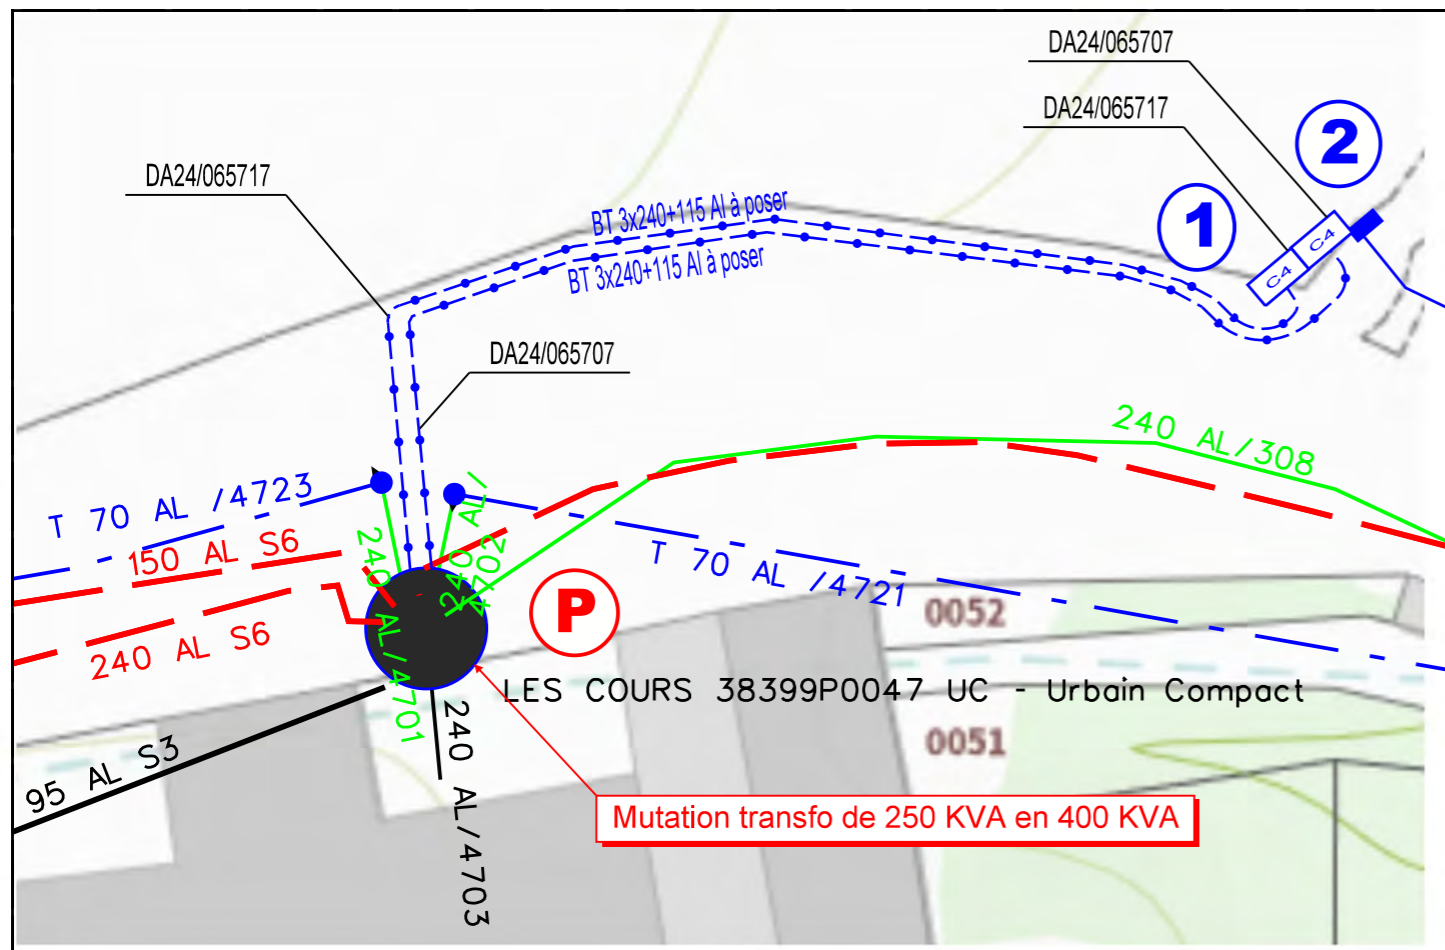 DA24/065707
DA24/065717
2
DA24/065717
BT 3x240+115 Al à poser
1
C4
C4
BT 3x240+115 Al à poser
DA24/065707
240 AL/308
T 70 AL /4723
240 AL/
4702
150 AL S6
T 70 AL /4721
240 AL/4701
P
0052
240 AL S6
LES COURS 38399P0047 UC - Urbain Compact
0051
95 AL S3
240 AL/4703
Mutation transfo de 250 KVA en 400 KVA